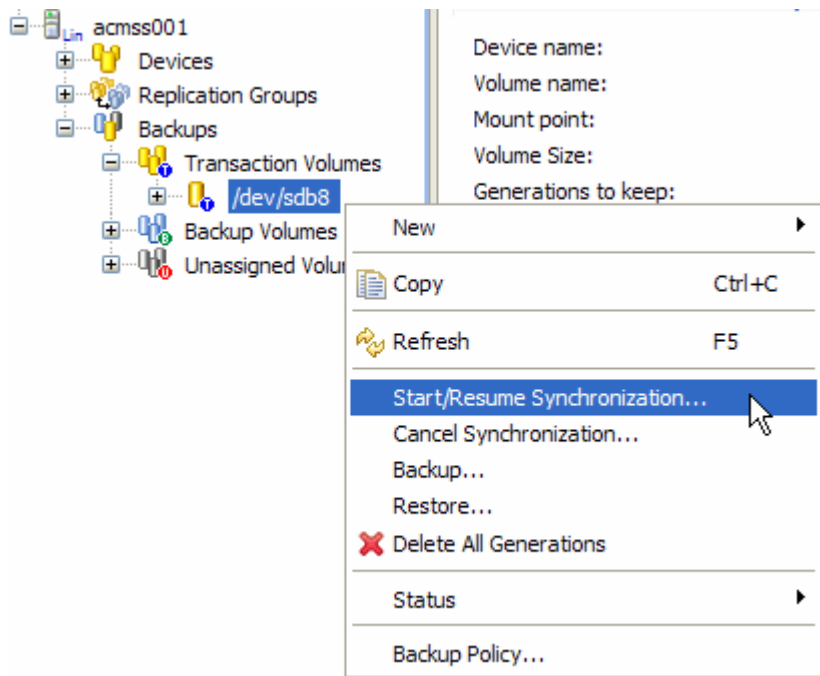 Lin acmss001
Devices
Replication Groups
Backups
Transaction Volumes
/dev/sdb8
Backup Volumes
Unassigned
Device name:
Volume name:
Mount point:
Volume Size:
Generations to keep:
New
Copy Ctrl+C
Refresh F5
Start/Resume Synchronization...
Cancel Synchronization...
Backup...
Restore...
Delete All Generations
Status
Backup Policy...